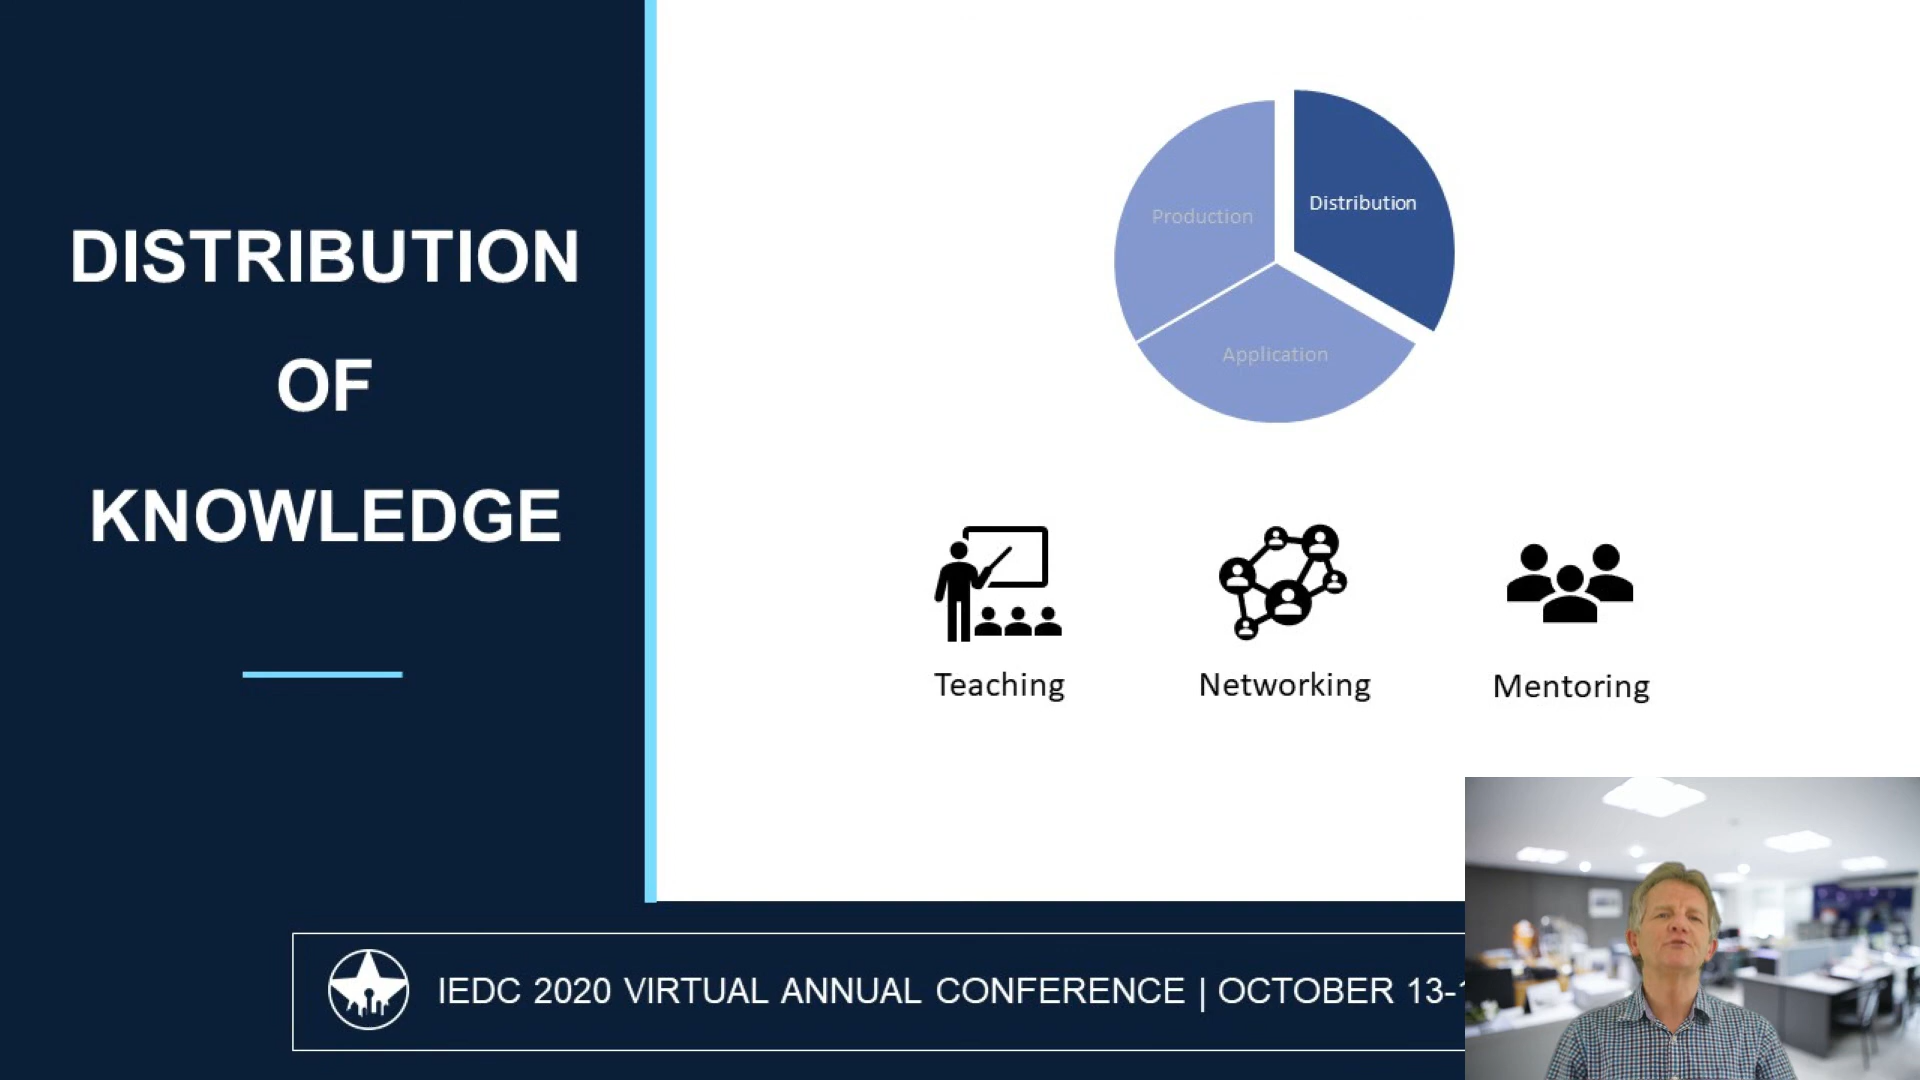 DISTRIBUTION
OF
KNOWLEDGE
Production
Distribution
Application
Teaching
Networking
Mentoring
IEDC 2020 VIRTUAL ANNUAL CONFERENCE | OCTOBER 13-